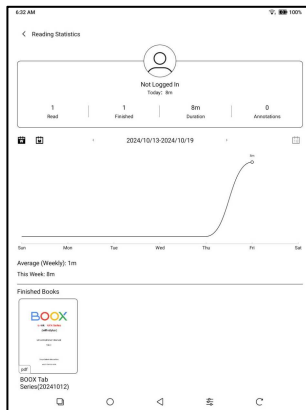 6:32 AM 100%
Reading Statistics
Not Logged In
Today: 8m
1 1 8m 0
Read Finished Duration Annotations
2024/10/13-2024/10/19
8m
Sun Mon Tue Wed Thu Fri Sat
Average (Weekly): 1m
This Week: 8m
Finished Books
BOOX
pdf
BOOX Tab
Series(20241012)